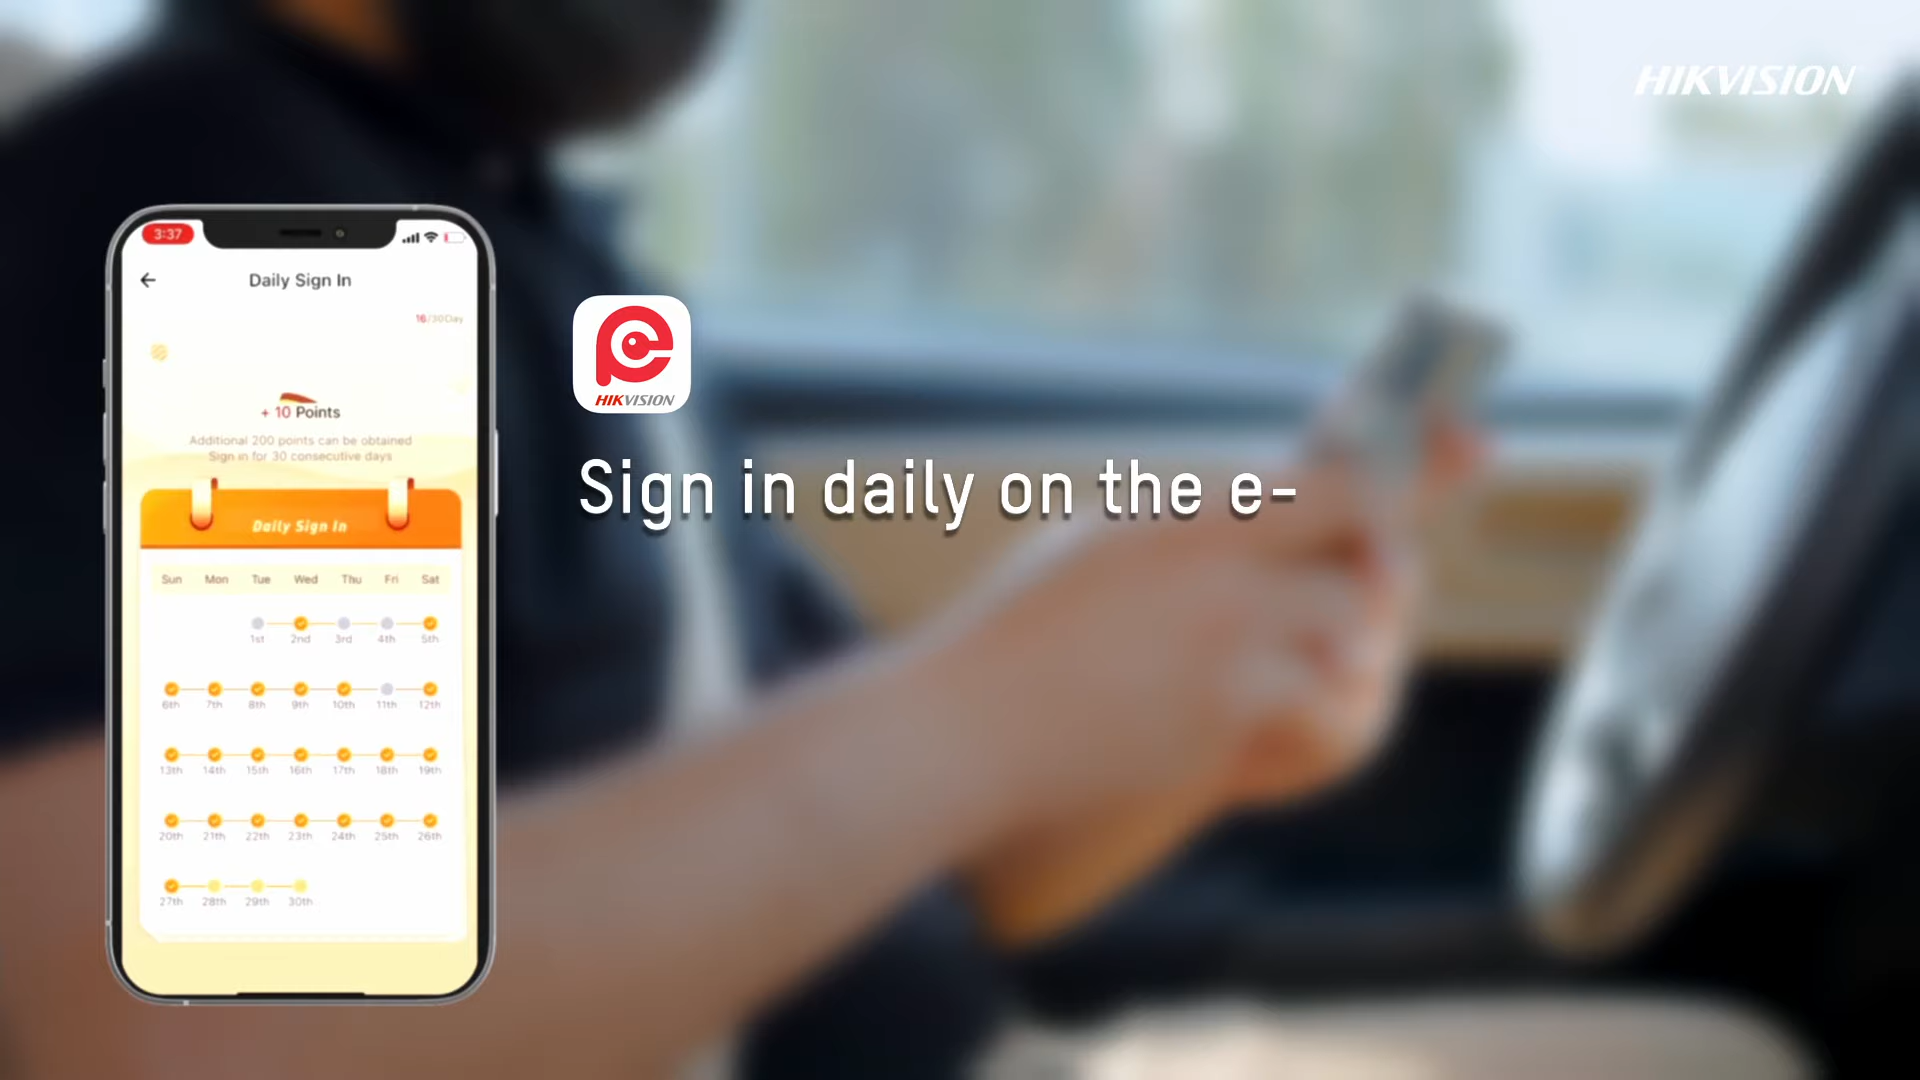 HIKVISION
3:37
Daily Sign In
16/30Day
+ 10 Points
Additional 200 points can be obtained
Sign in for 30 consecutive days
Daily Sign In
Sun Mon Tue Wed Thu Fri Sat
1st 2nd 3rd 4th 5th
6th 7th 8th 9th 10th 11th 12th
13th 14th 15th 16th 17th 18th 19th
20th 21th 22th 23th 24th 25th 26th
27th 28th 29th 30th
HIKVISION
Sign in daily on the e-